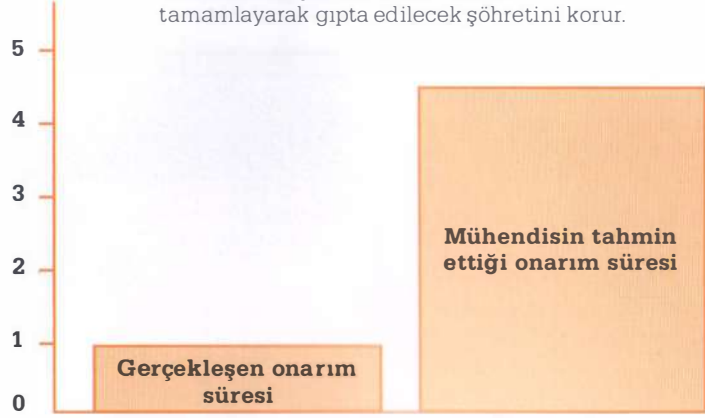 tamamlayarak gıpta edilecek şöhretini korur.
5
4
3
2
1
0
Mühendisin tahmin
ettiği onarım süresi
Gerçekleşen onarım
süresi